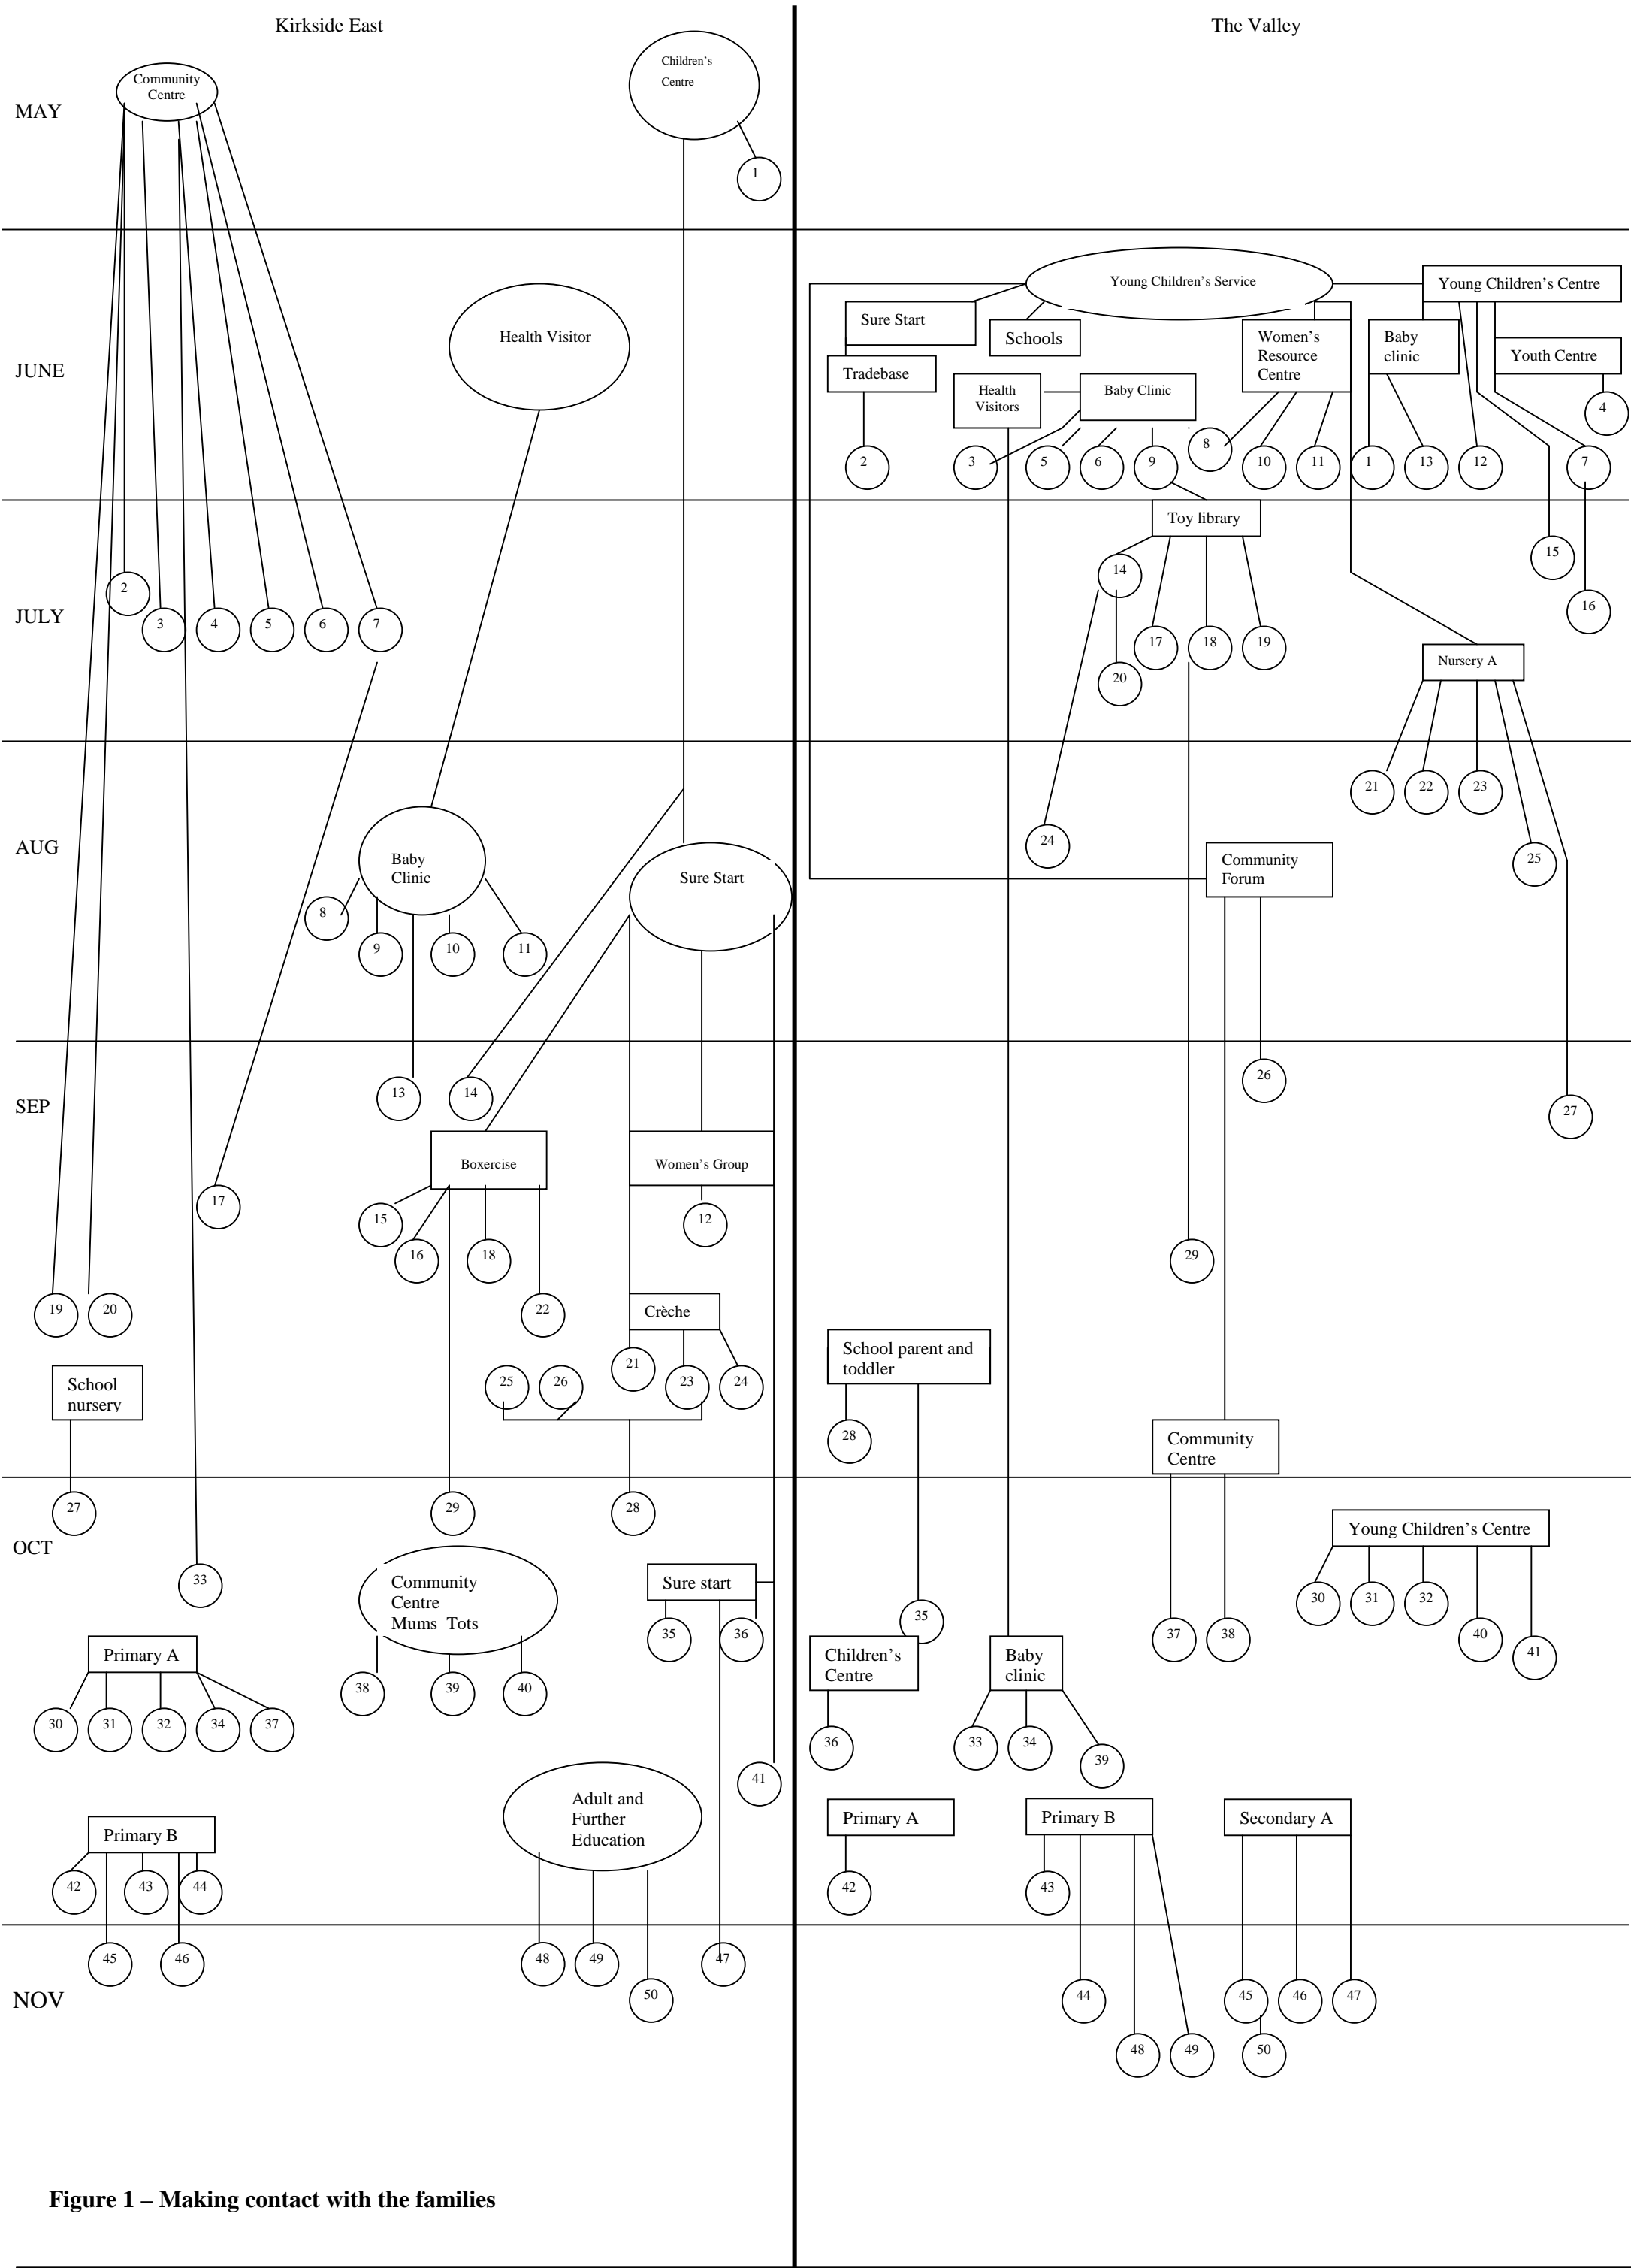 Kirkside East
The Valley
MAY
Community
Centre
Children's
Centre
1
JUNE
Health Visitor
Young Children's Service
Young Children's Centre
Sure Start
Schools
Women's
Resource
Centre
Baby
clinic
Youth Centre
Tradebase
Health
Visitors
Baby Clinic
4
2
3
5
6
9
8
10
11
1
13
12
7
JULY
2
3
4
5
6
7
Toy library
14
15
16
17
18
19
20
Nursery A
AUG
Baby
Clinic
Sure Start
8
9
10
11
21
22
23
24
25
Community
Forum
SEP
13
14
26
27
Boxercise
Women's Group
17
15
16
18
12
22
29
19
20
Crèche
21
23
24
25
26
School
nursery
School parent and
toddler
28
Community
Centre
OCT
27
29
28
Young Children's Centre
33
Community
Centre
Mums Tots
Sure start
35
36
30
31
32
40
41
35
37
38
Primary A
38
39
40
Children's
Centre
Baby
clinic
30
31
32
34
37
36
33
34
39
41
Adult and
Further
Education
Primary B
Primary A
Primary B
Secondary A
42
43
44
42
43
NOV
45
46
48
49
50
47
44
45
46
47
48
49
50
Figure 1 – Making contact with the families